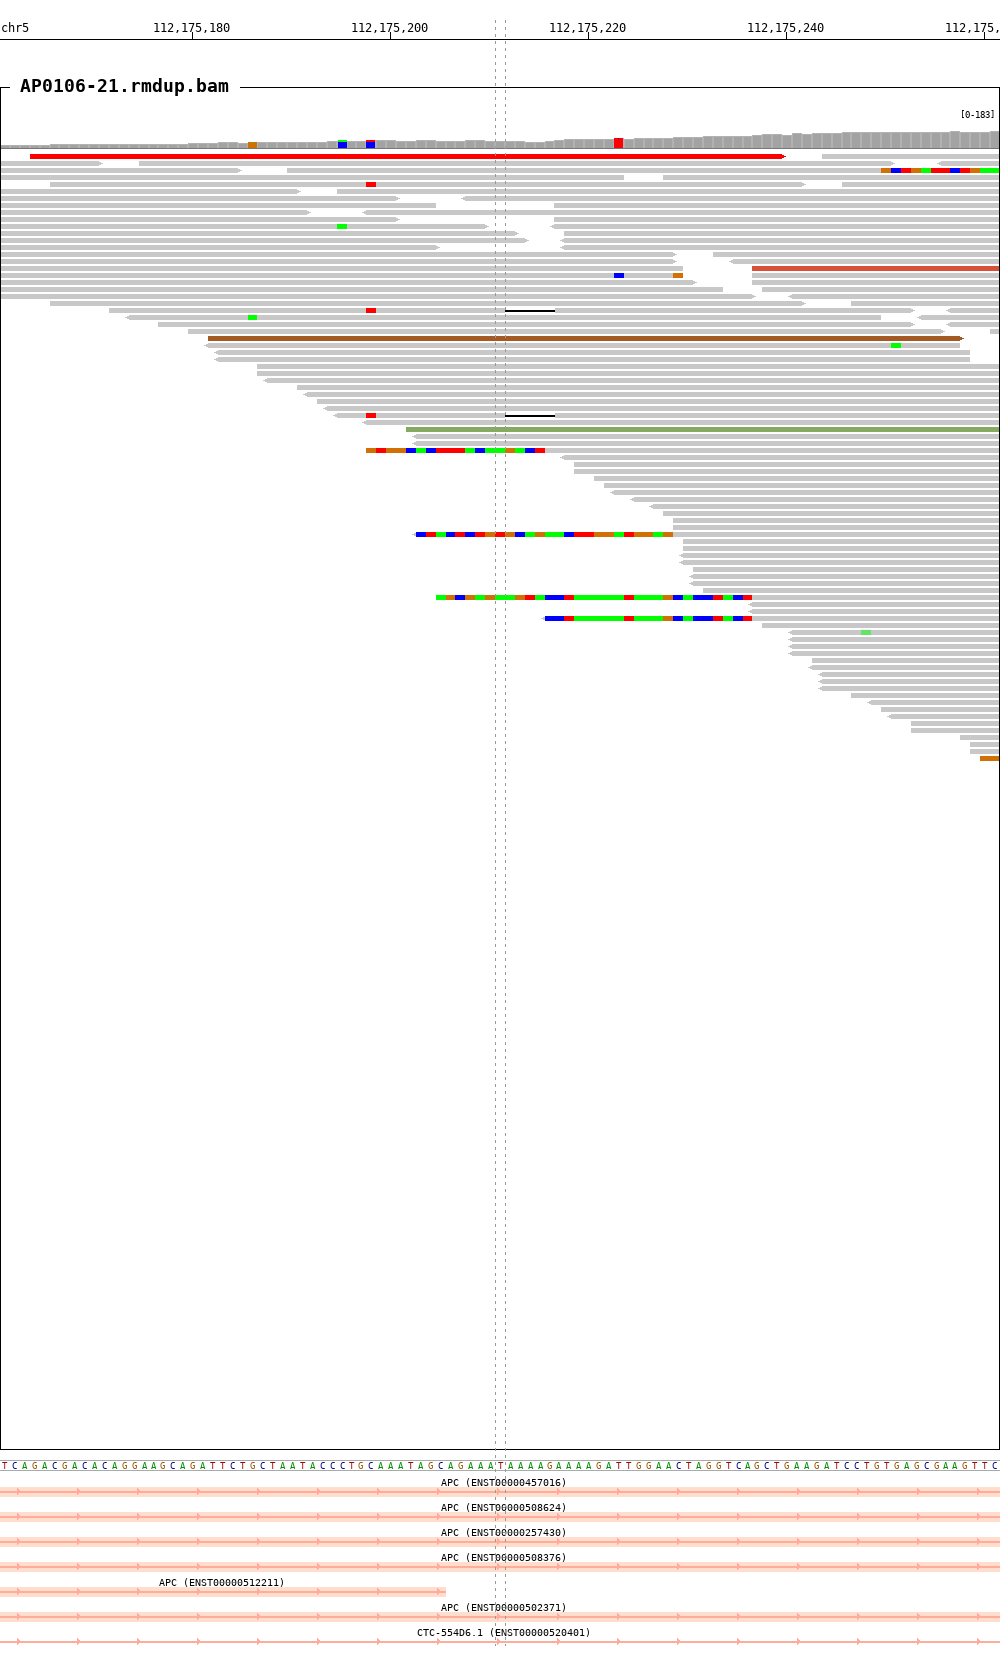 chr5 112,175,180 112,175,200 112,175,220 112,175,240 112,175,
AP0106-21.rmdup.bam
[0-183]
TCAGACGACACAGGAAGCAGATTCTGCTAATACCCTGCAAATAGCAGAAATAAAAGAAAAGATTGGAACTAGGTCAGCTGAAGATCCTGTGAGCGAAGTTC
APC (ENST00000457016)
APC (ENST00000508624)
APC (ENST00000257430)
APC (ENST00000508376)
APC (ENST00000512211)
APC (ENST00000502371)
CTC-554D6.1 (ENST00000520401)